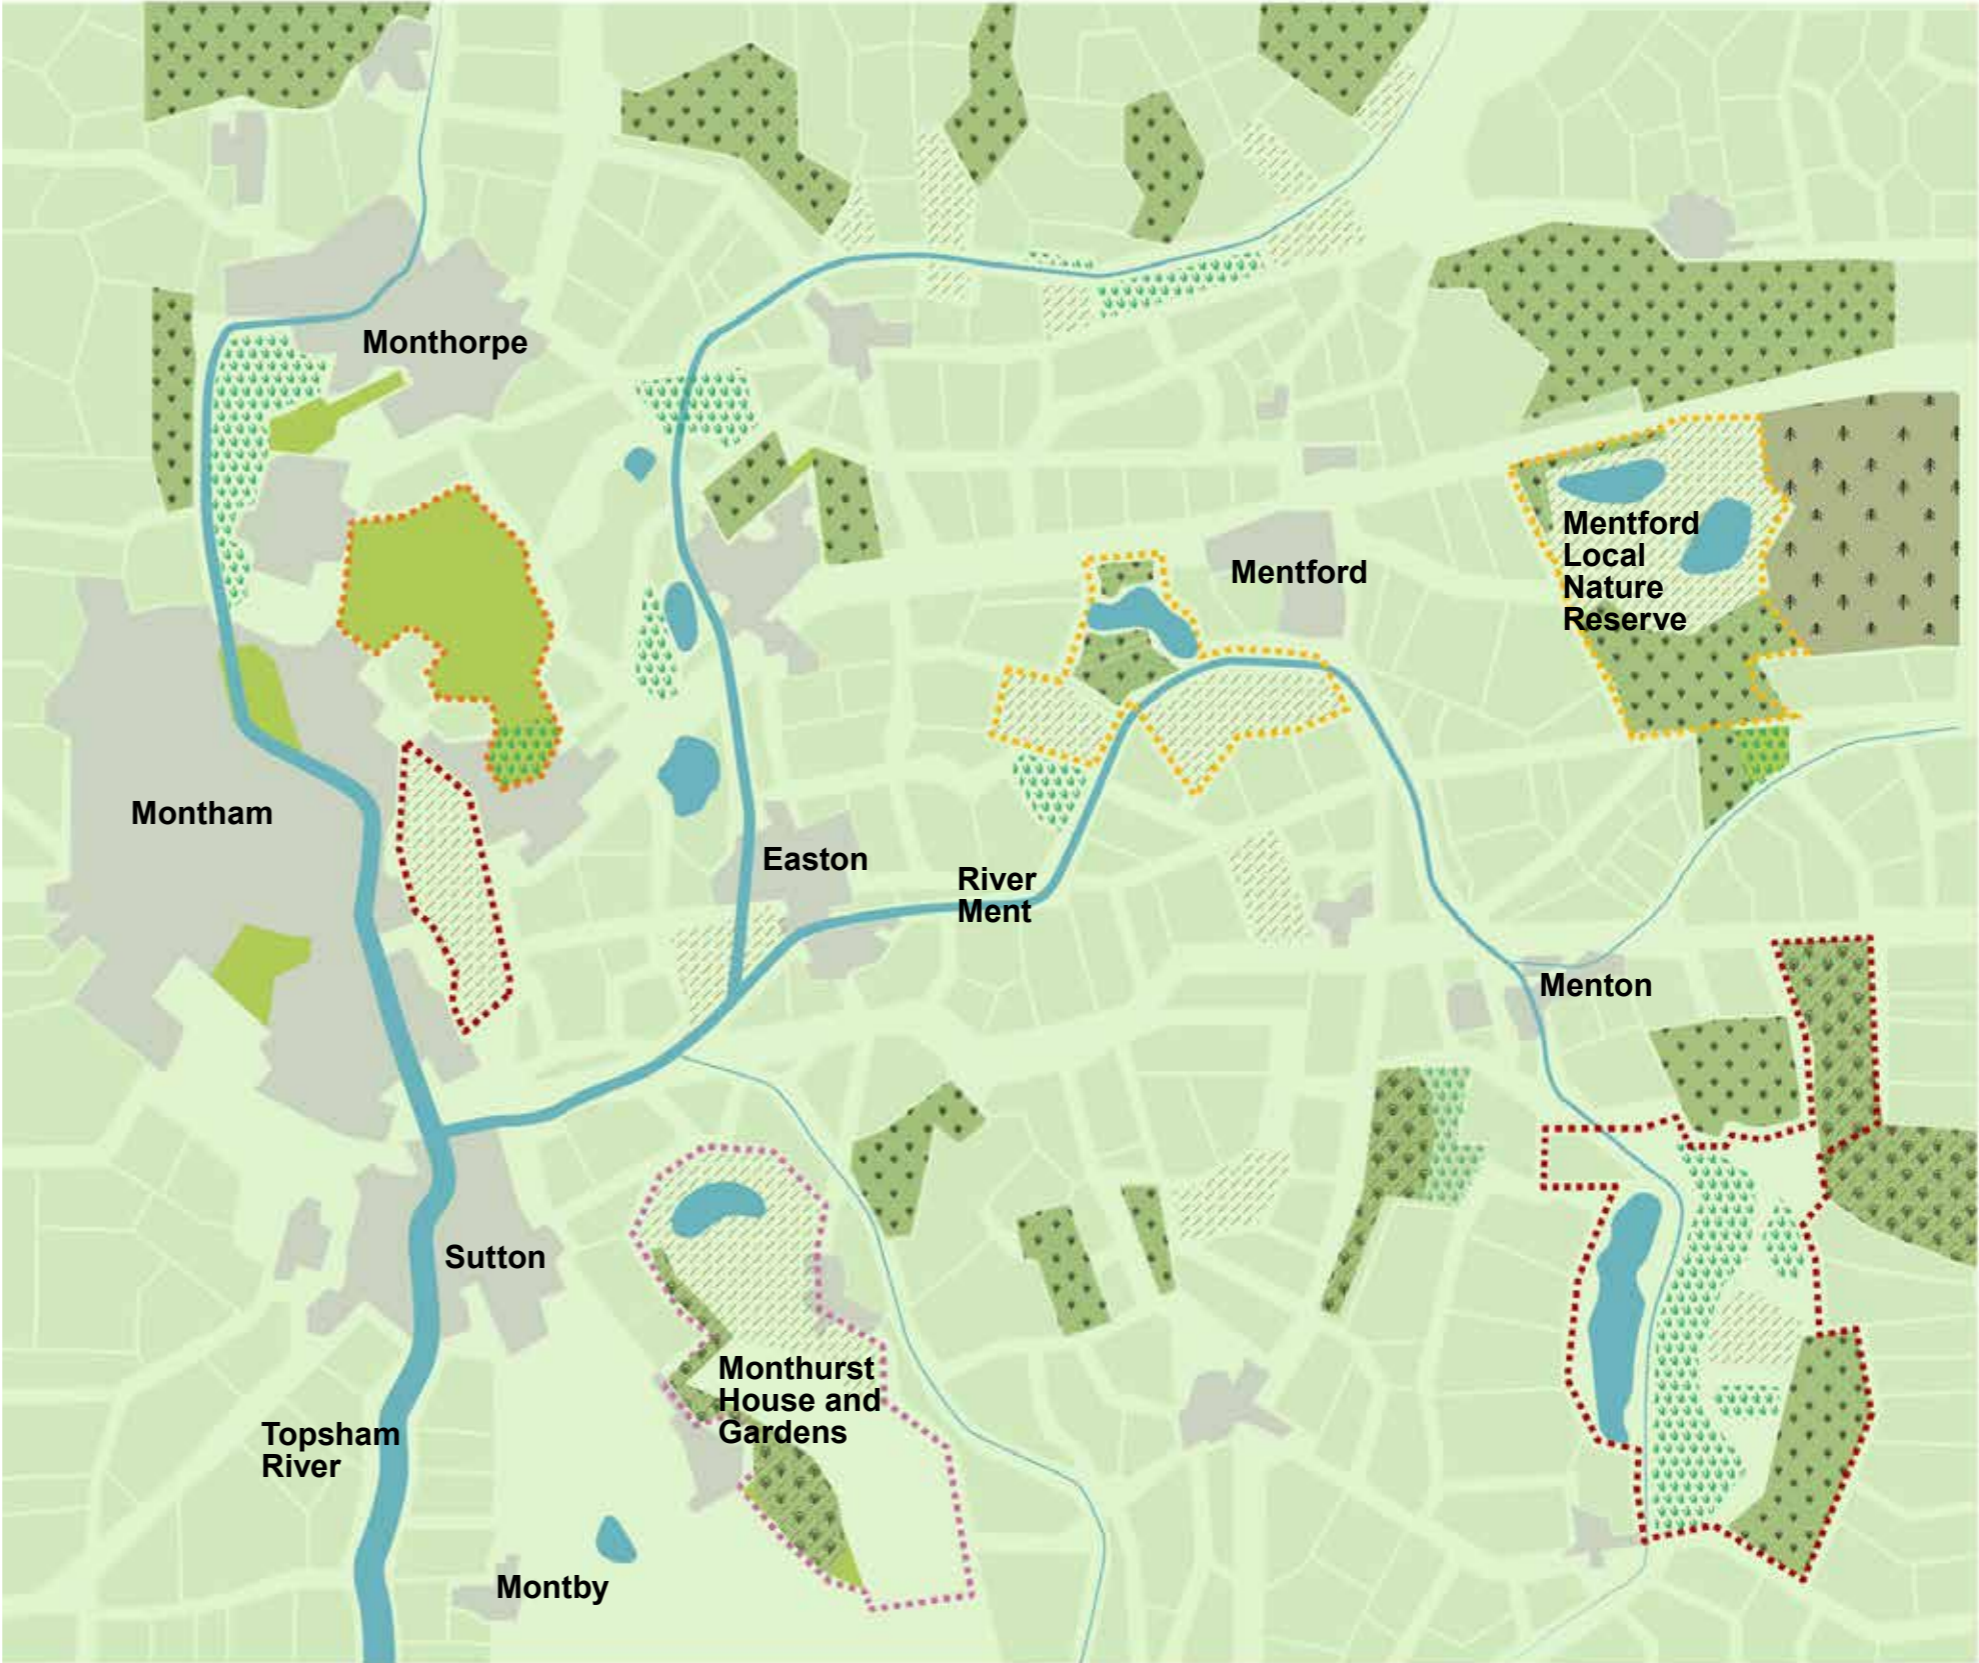 Monthorpe
Mentford
Local
Nature
Reserve
Mentford
Montham
Easton
River
Ment
Menton
Sutton
Monthurst
House and
Gardens
Topsham
River
Montby